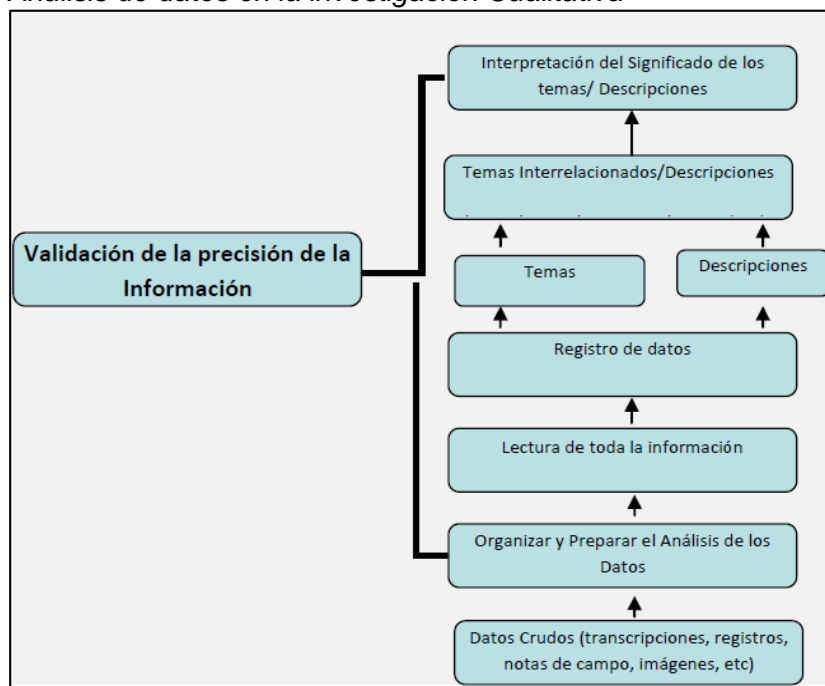 Análisis de datos en la investigación Cualitativa
Interpretación del Significado de los
temas/ Descripciones
Temas Interrelacionados/Descripciones
Validación de la precisión de la
Información
Temas
Descripciones
Registro de datos
Lectura de toda la información
Organizar y Preparar el Análisis de los
Datos
Datos Crudos (transcripciones, registros,
notas de campo, imágenes, etc)